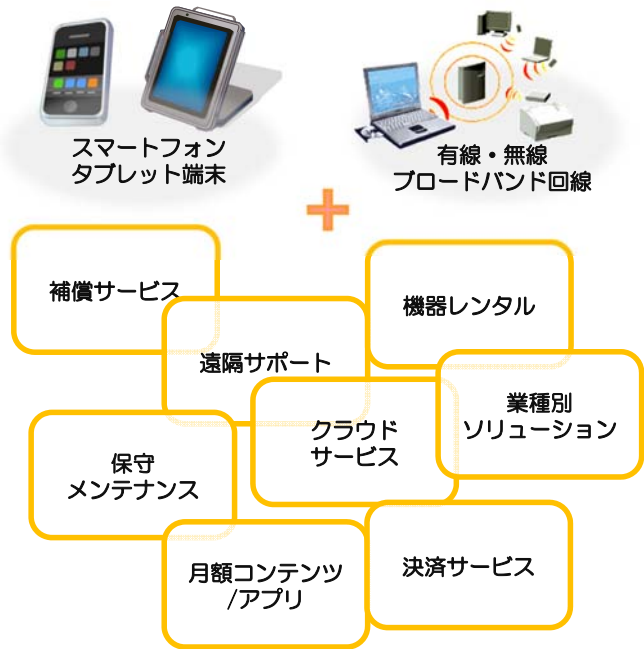 スマートフォン
タブレット端末
有線・無線
ブロードバンド回線
補償サービス
機器レンタル
遠隔サポート
業種別
ソリューション
クラウド
サービス
保守
メンテナンス
月額コンテンツ
/アプリ
決済サービス